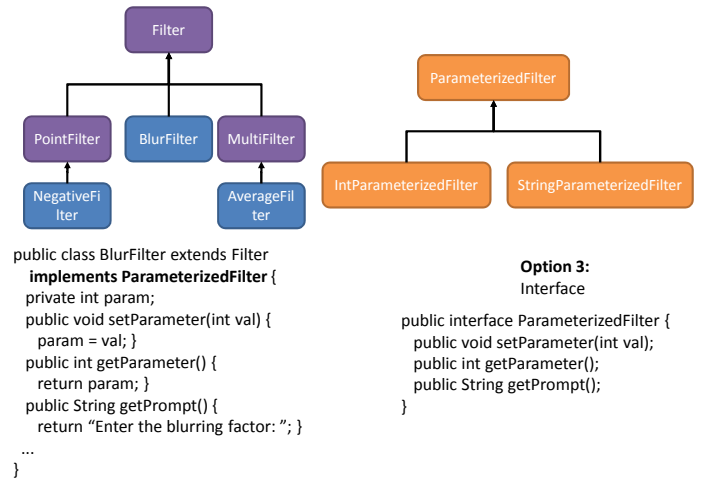 Filter
ParameterizedFilter
PointFilter
BlurFilter
MultiFilter
IntParameterizedFilter
StringParameterizedFilter
NegativeFi
lter
AverageFil
ter
public class BlurFilter extends Filter
implements ParameterizedFilter {
private int param;
public void setParameter(int val) {
param = val; }
public int getParameter() {
return param; }
public String getPrompt() {
return “Enter the blurring factor: ”; }
...
}
Option 3:
Interface
public interface ParameterizedFilter {
public void setParameter(int val);
public int getParameter();
public String getPrompt();
}